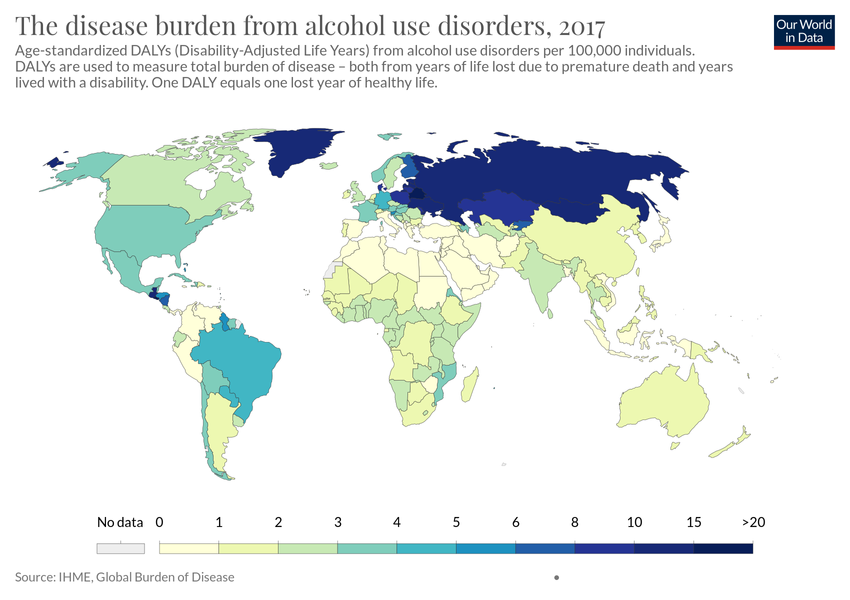 The disease burden from alcohol use disorders, 2017
Our World
in Data
Age-standardized DALYs (Disability-Adjusted Life Years) from alcohol use disorders per 100,000 individuals.
DALYs are used to measure total burden of disease – both from years of life lost due to premature death and years
lived with a disability. One DALY equals one lost year of healthy life.
No data 0 1 2 3 4 5 6 8 10 15 >20
Source: IHME, Global Burden of Disease